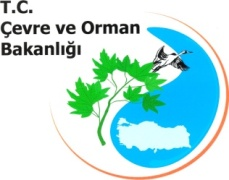 T.C.
Çevre ve Orman
Bakanlığı